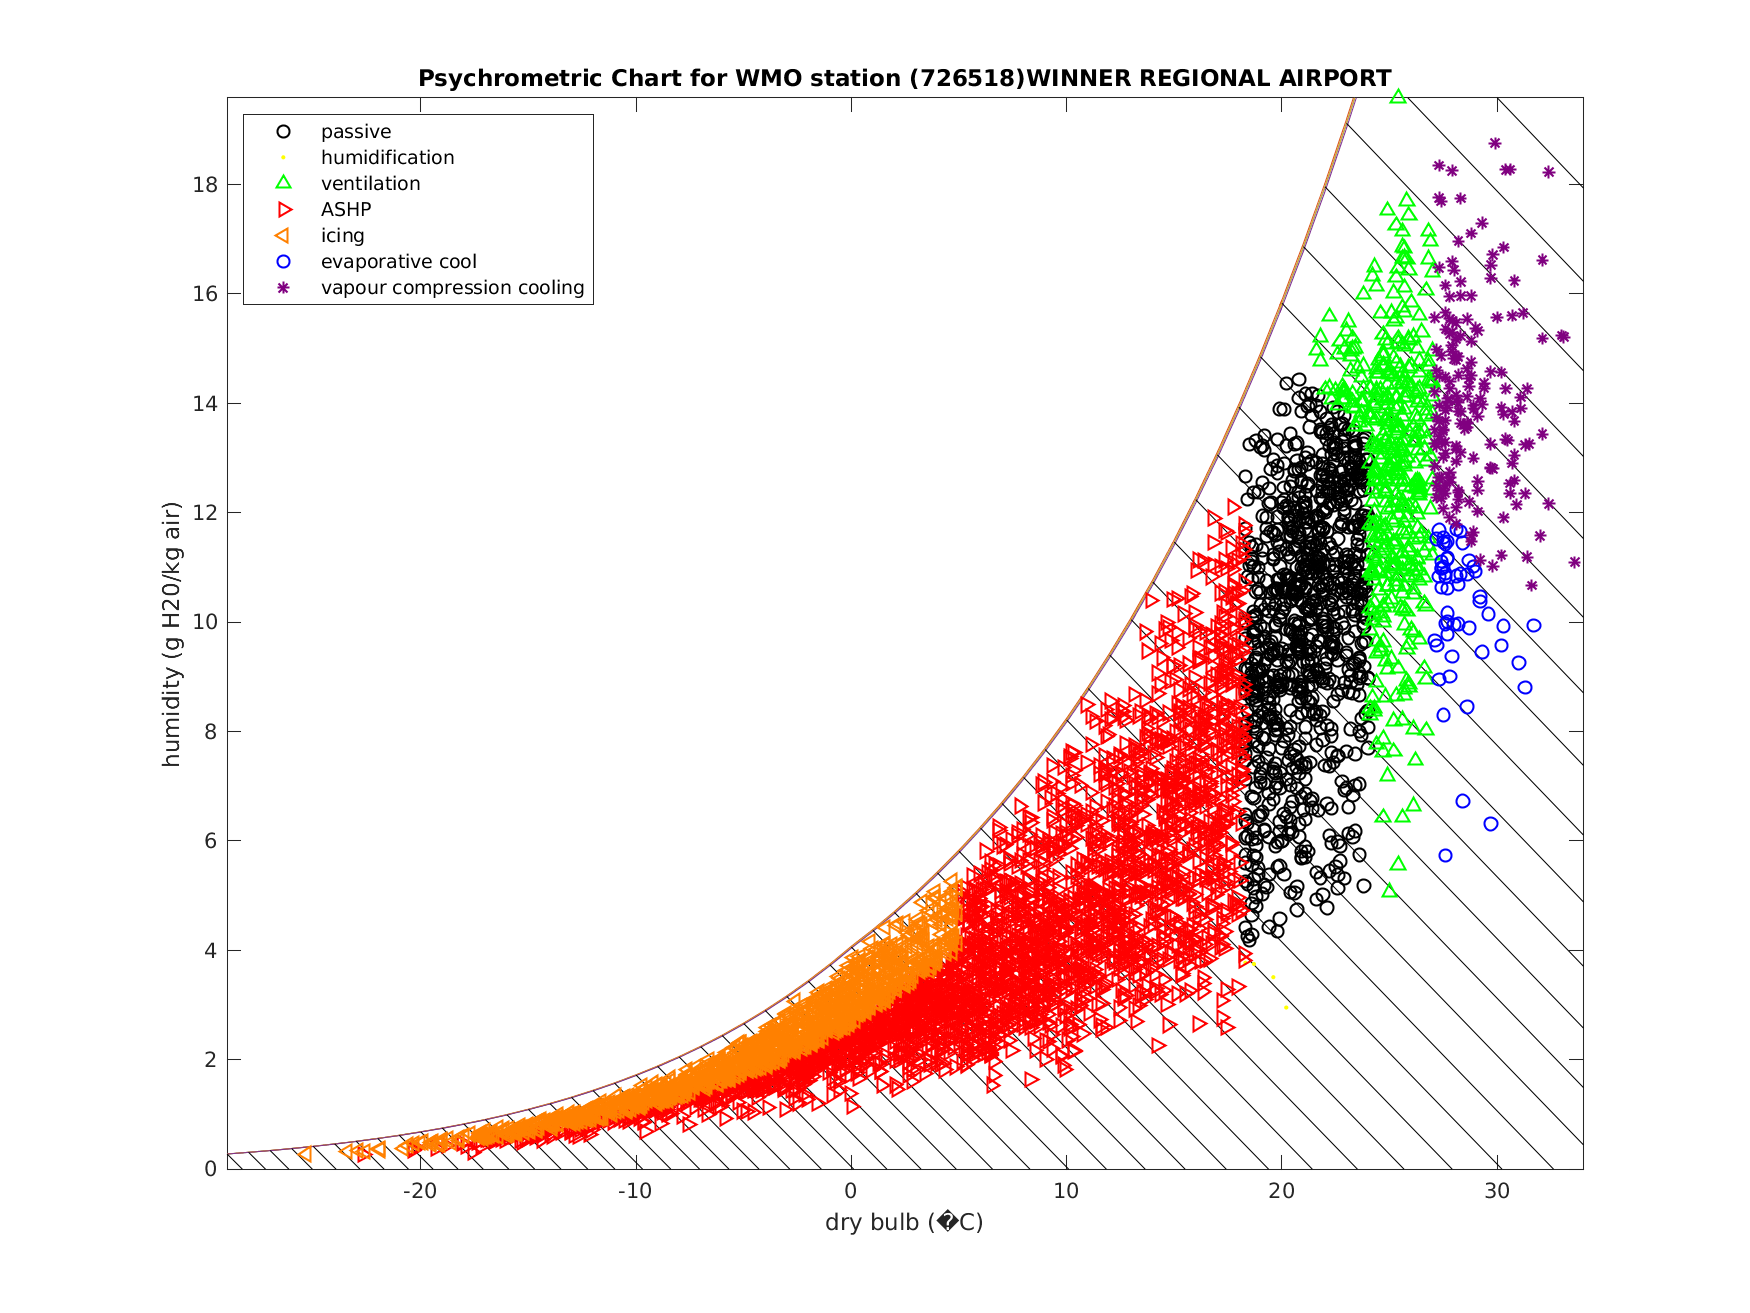 Psychrometric Chart for WMO station (726518)WINNER REGIONAL AIRPORT
passive
humidification
ventilation
ASHP
icing
evaporative cool
vapour compression cooling
humidity (g H20/kg air)
18
16
14
12
10
8
6
4
2
0
-20
-10
0
10
20
30
dry bulb (�C)